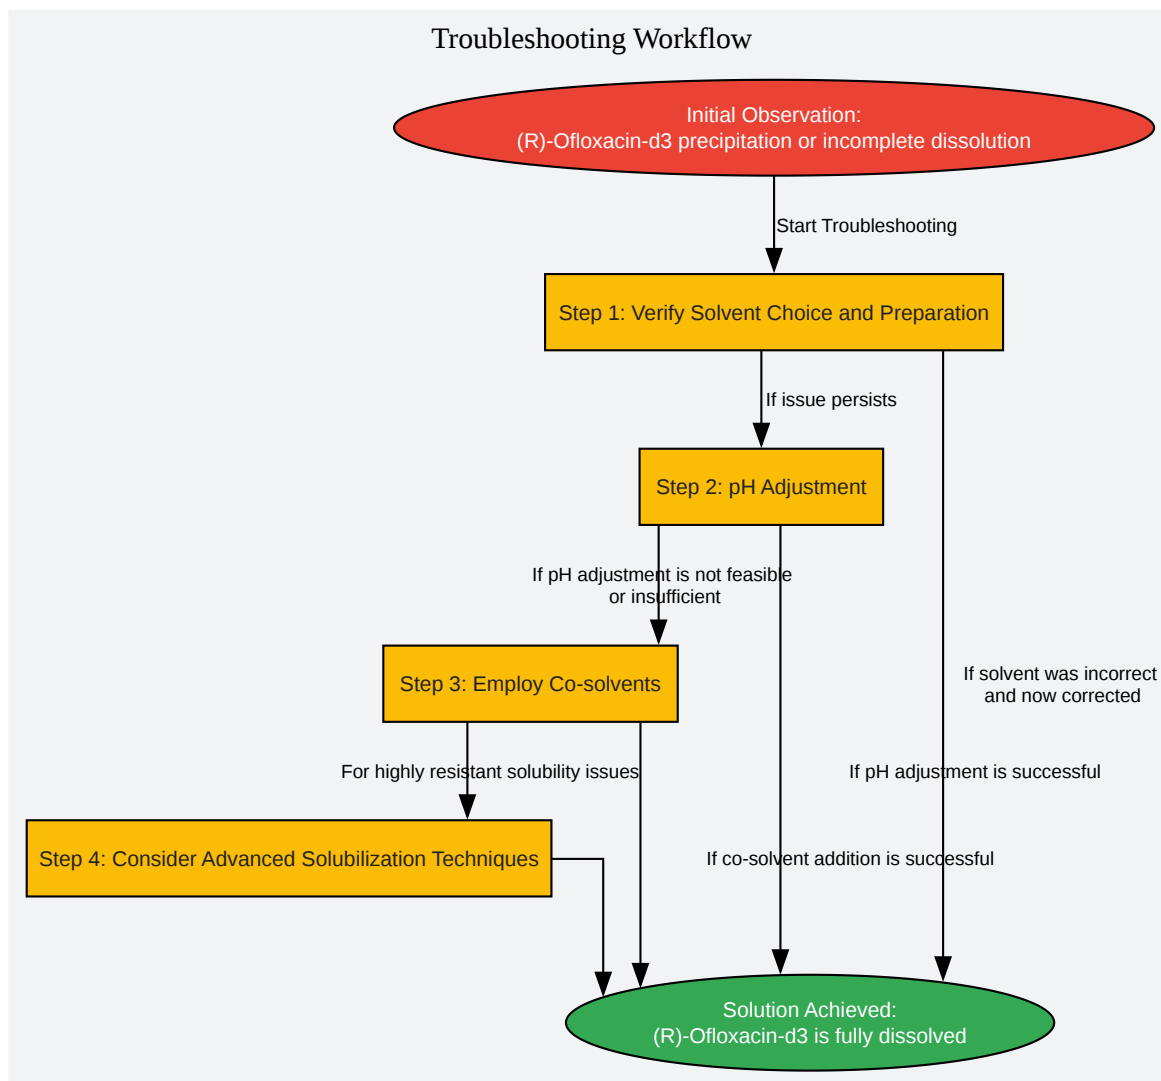 Troubleshooting Workflow
Initial Observation:
(R)-Ofloxacin-d3 precipitation or incomplete dissolution
Start Troubleshooting
Step 1: Verify Solvent Choice and Preparation
If issue persists
Step 2: pH Adjustment
If pH adjustment is not feasible
or insufficient
Step 3: Employ Co-solvents
If solvent was incorrect
and now corrected
For highly resistant solubility issues
If pH adjustment is successful
Step 4: Consider Advanced Solubilization Techniques
If co-solvent addition is successful
Solution Achieved:
(R)-Ofloxacin-d3 is fully dissolved